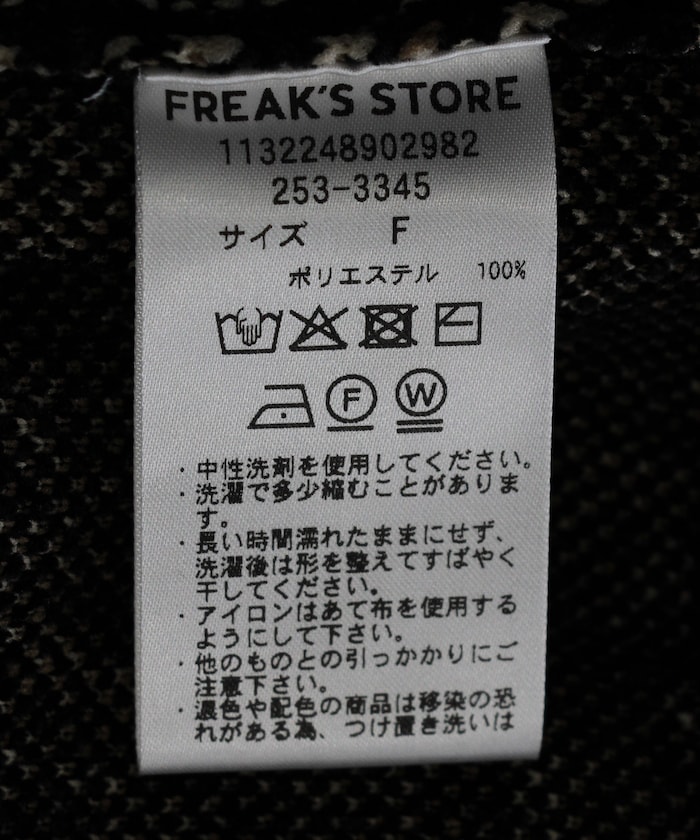 FREAK'S STORE
1132248902982
253-3345
サイズ F
ポリエステル 100%
F W
・中性洗剤を使用してください。
・洗濯で多少縮むことがありま
す。
・長い時間濡れたままにせず、
洗濯後は形を整えてすばやく
干してください。
・アイロンはあて布を使用する
ようにして下さい。
・他のものとの引っかかりにご
注意下さい。
・濃色や配色の商品は移染の恐
れがある為、つけ置き洗いは